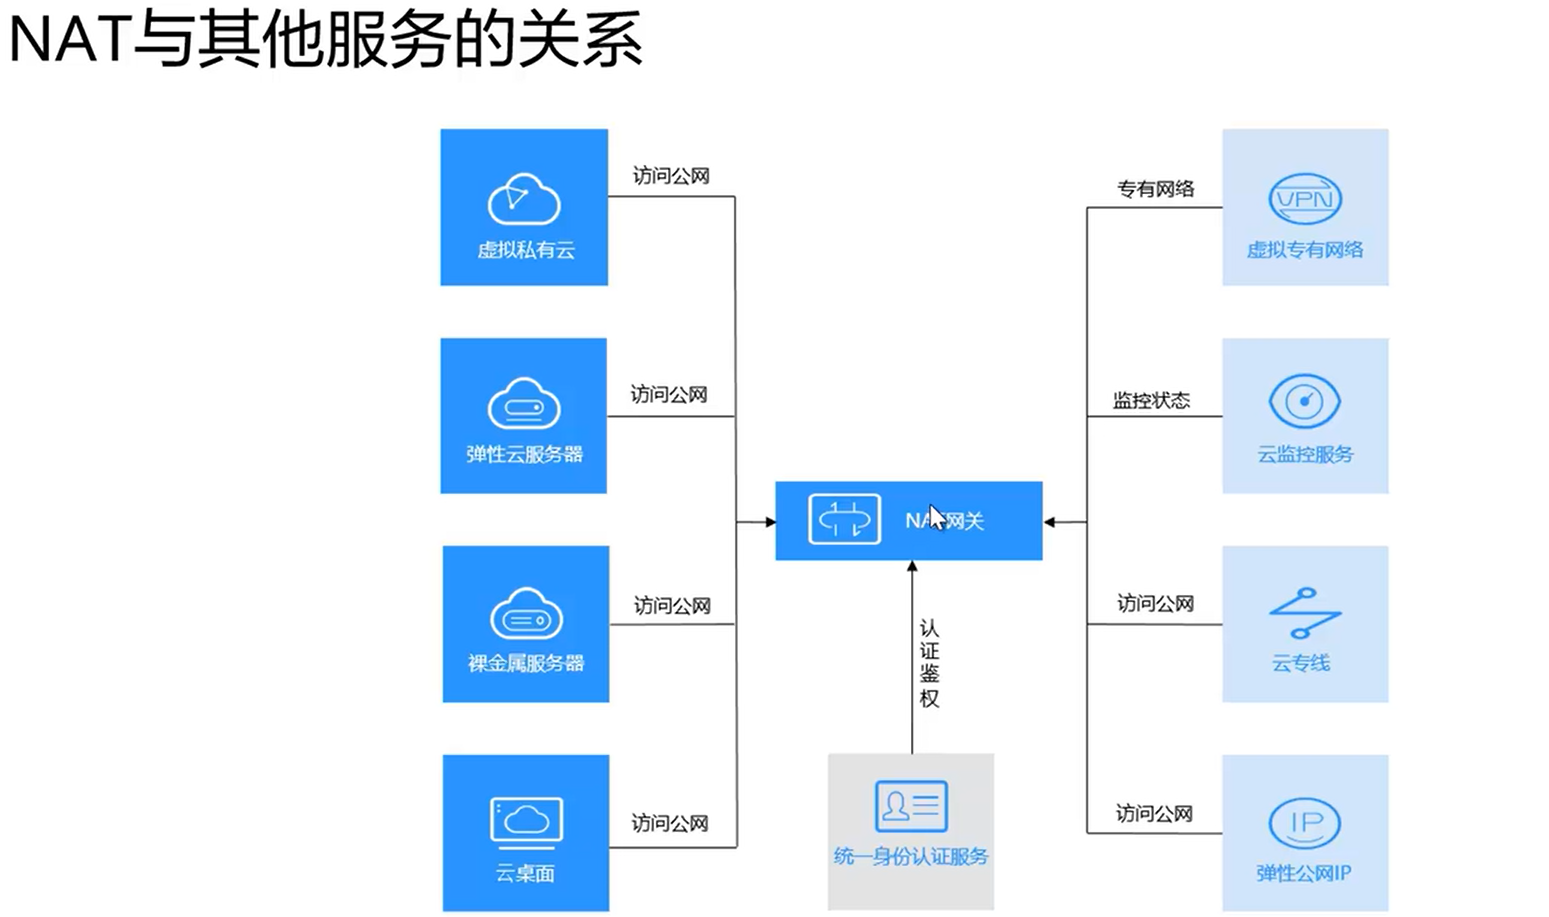 NAT与其他服务的关系
访问公网
虚拟私有云
专有网络
VPN
虚拟专有网络
访问公网
弹性云服务器
监控状态
云监控服务
NAT网关
访问公网
裸金属服务器
认证鉴权
访问公网
云专线
访问公网
云桌面
统一身份认证服务
访问公网
IP
弹性公网IP